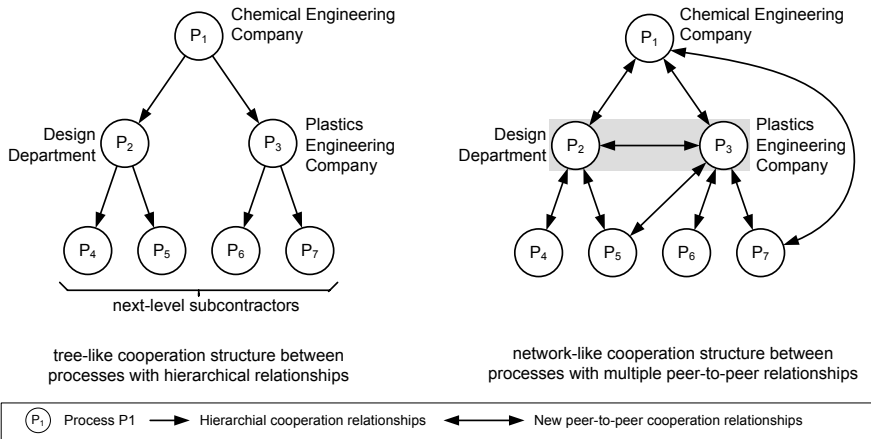 Chemical Engineering
Company
P1
Design
Department
P2
P3
Plastics
Engineering
Company
P4
P5
P6
P7
next-level subcontractors
tree-like cooperation structure between
processes with hierarchical relationships
Chemical Engineering
Company
P1
Design
Department
P2
P3
Plastics
Engineering
Company
P4
P5
P6
P7
network-like cooperation structure between
processes with multiple peer-to-peer relationships
P1 Process P1 Hierarchial cooperation relationships New peer-to-peer cooperation relationships